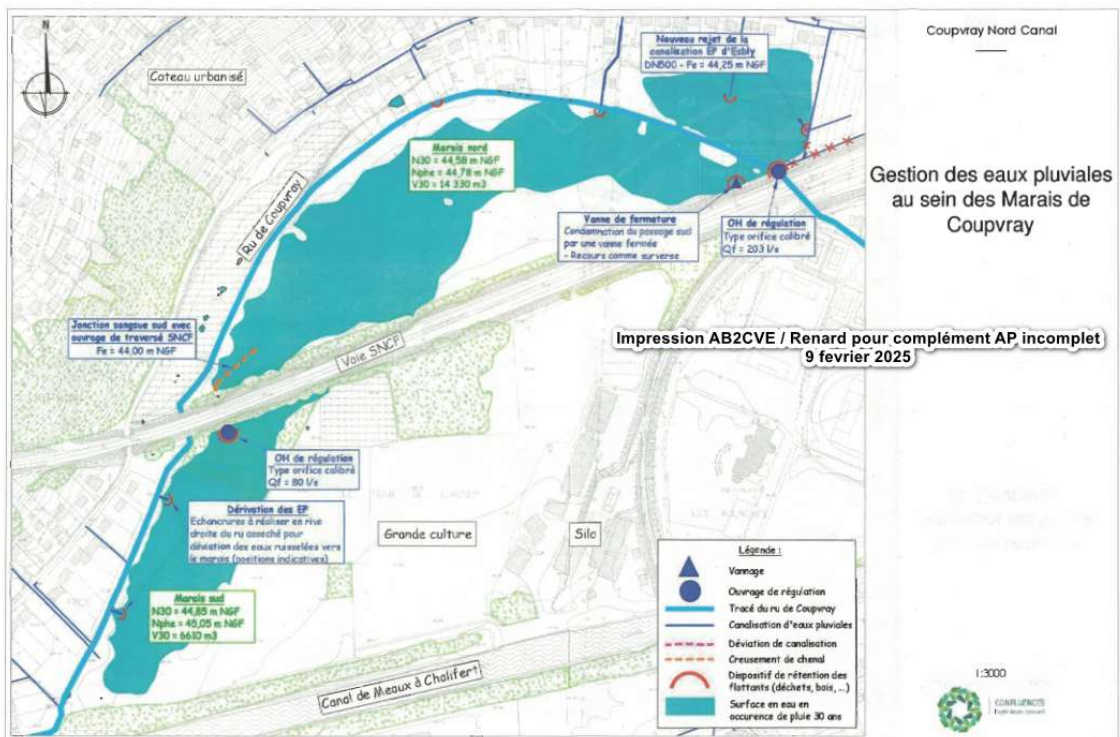 N
Coteau urbanisé
Nouveau rejet de la
canalisation EP d'Esbly
DN500 - Fe = 44,25 m NGF
Marais nord
N30 = 44,58 m NGF
Nphe = 44,78 m NGF
V30 = 14 330 m3
Ru de Coupvray
Vanne de fermeture
Condamnation du passage sud
par une vanne fermée
- Recours comme surverse
OH de régulation
Type orifice calibré
Qf = 203 l/s
Jonction sangsue sud avec
ouvrage de traversé SNCF
Fe = 44,00 m NGF
Voie SNCF
OH de régulation
Type orifice calibré
Qf = 80 l/s
Dérivation des EP
Echancrures à réaliser en rive
droite du ru asseché pour
déviation des eaux ruisselées vers
le marais (positions indicatives)
Grande culture
Silo
Marais sud
N30 = 44,85 m NGF
Nphe = 45,05 m NGF
V30 = 6610 m3
Canal de Meaux à Chalifert
Légende :
Vannage
Ouvrage de régulation
Tracé du ru de Coupvray
Canalisation d'eaux pluviales
Déviation de canalisation
Creusement de chenal
Dispositif de rétention des
flottants (déchets, bois, ...)
Surface en eau en
occurence de pluie 30 ans
Coupvray Nord Canal
Gestion des eaux pluviales
au sein des Marais de
Coupvray
Impression AB2CVE / Renard pour complément AP incomplet
9 fevrier 2025
1:3000
CONFLUENCES